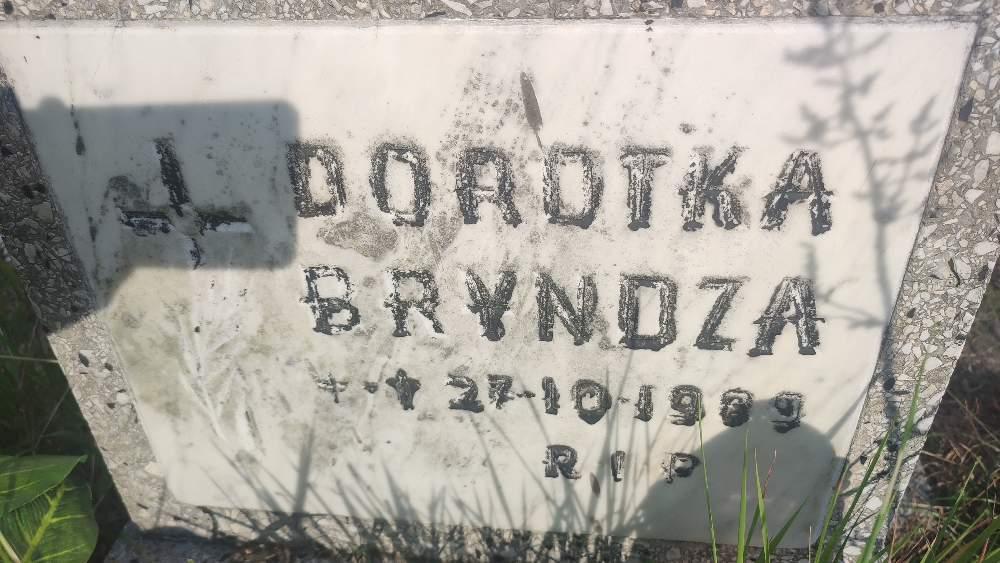 DOROTKA
BRYNDZA
+-† 27-10-1989
R I P